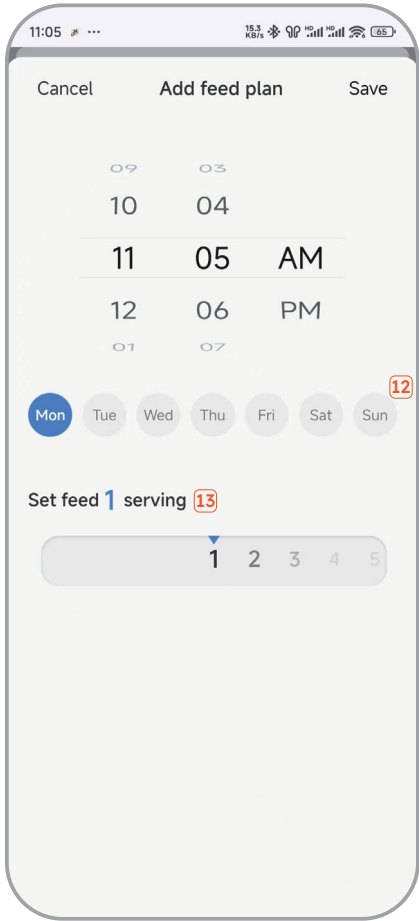 11:05 ... 15.3 KB/s HD HD 65
Cancel Add feed plan Save
09 03
10 04
11 05 AM
12 06 PM
01 07
12
Mon Tue Wed Thu Fri Sat Sun
Set feed 1 serving 13
1 2 3 4 5